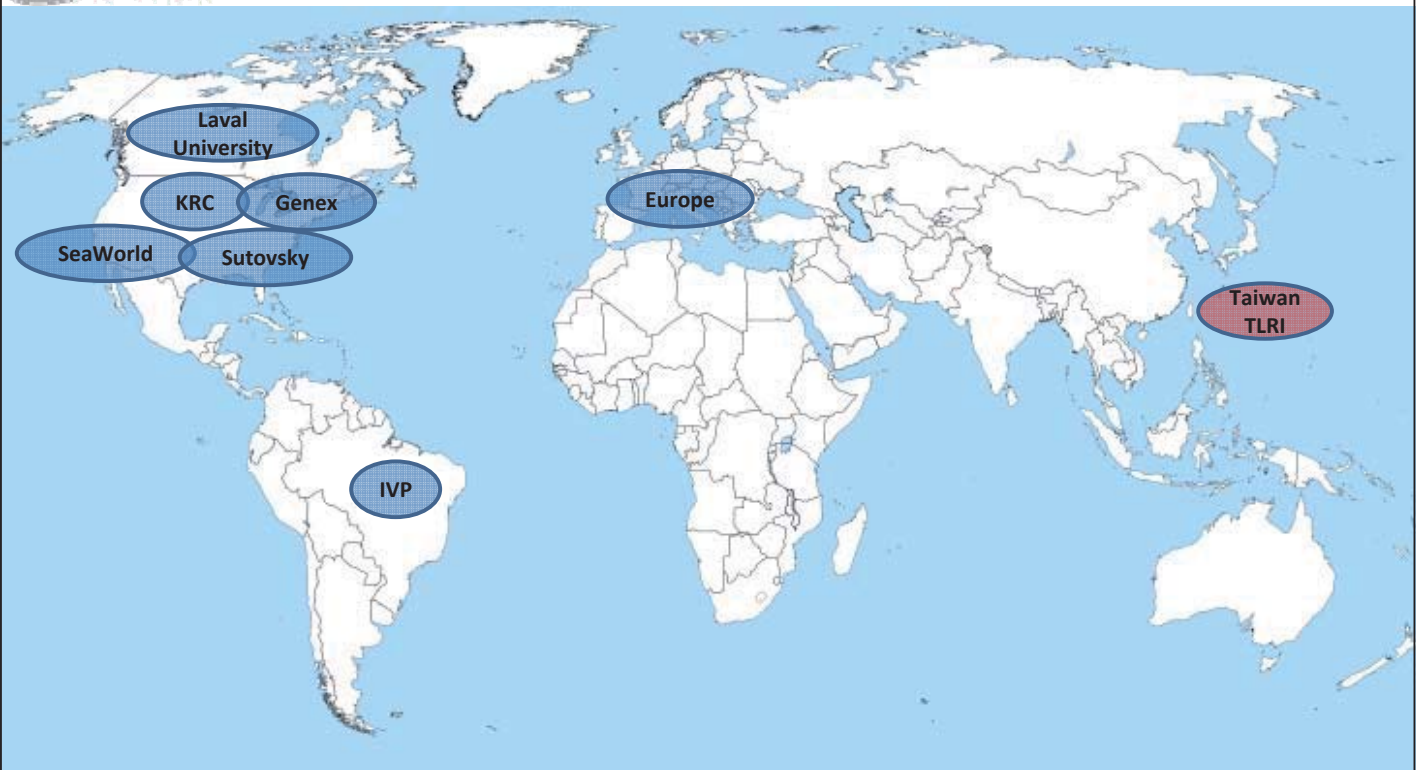 Laval
University
KRC
Genex
SeaWorld
Sutovsky
Europe
Taiwan
TLRI
IVP